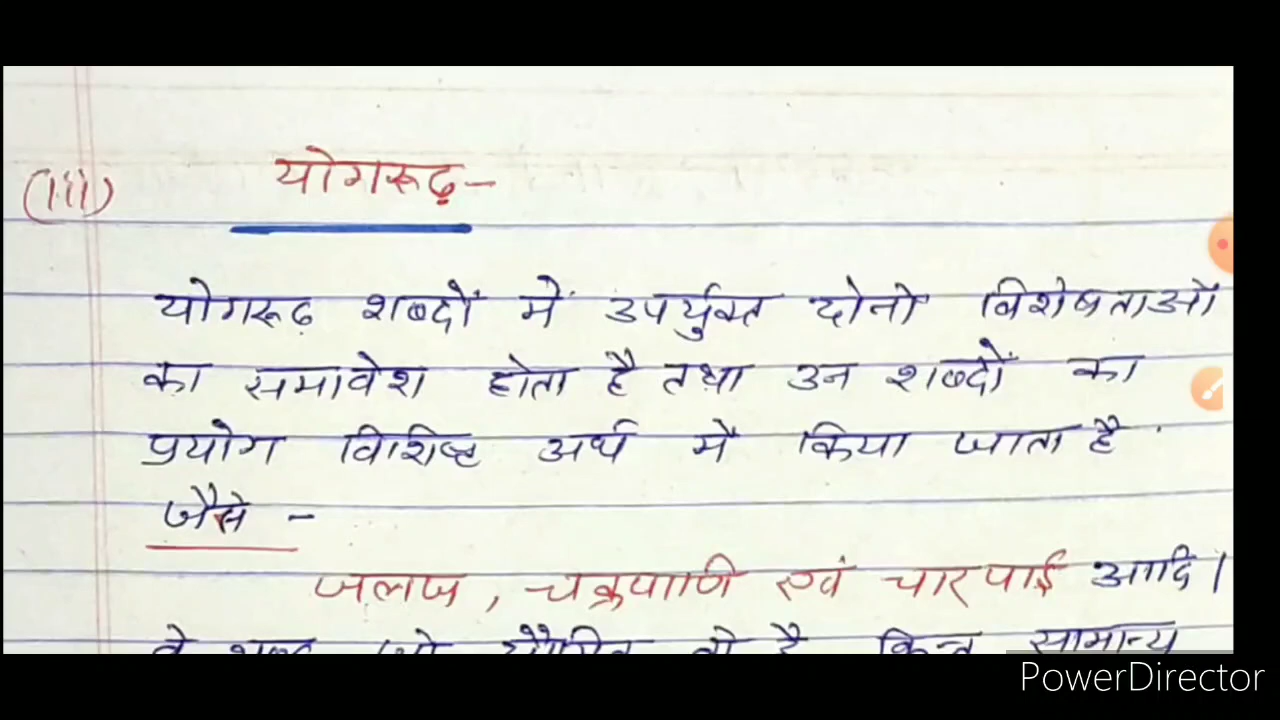 (iii) योगरूढ़-
योगरूढ़ शब्दों में उपर्युक्त दोनो विशेषताओं
का समावेश होता है तथा उन शब्दों का
प्रयोग विशिष्ट अर्थ में किया जाता है .
जैसे -
जलज, चक्रपाणि एवं चारपाई आदि।
सामान्य
PowerDirector